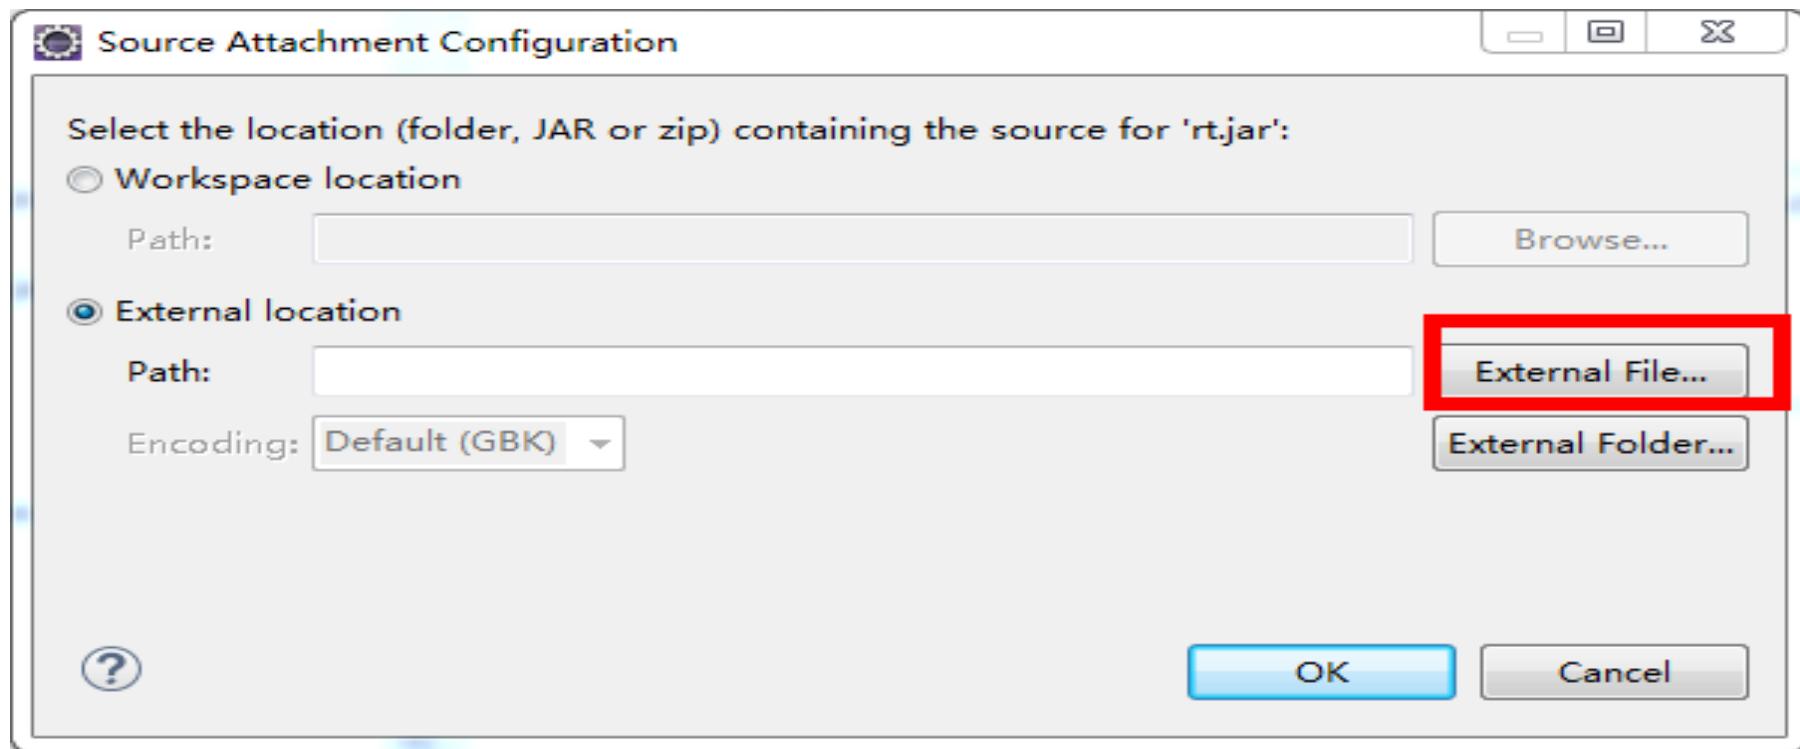 Source Attachment Configuration
Select the location (folder, JAR or zip) containing the source for 'rt.jar':
Workspace location
Path:
Browse...
External location
Path:
External File...
Encoding: Default (GBK)
External Folder...
?
OK
Cancel